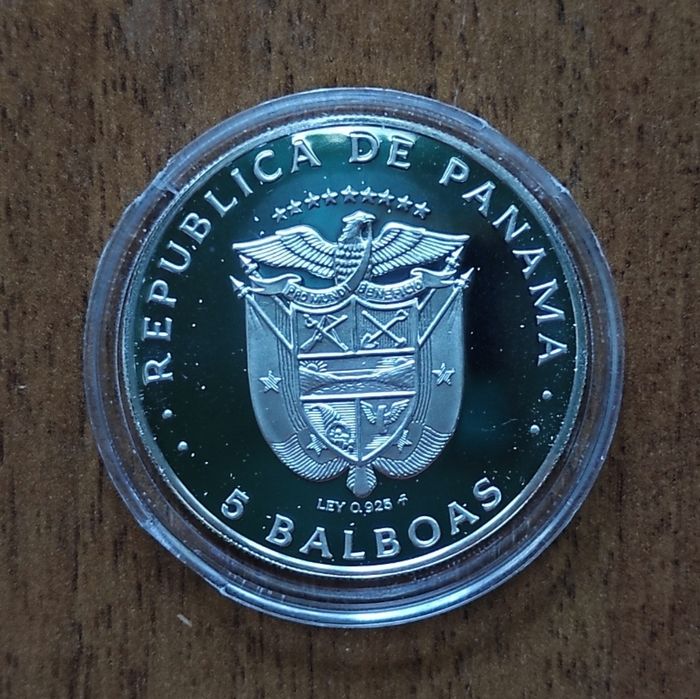 REPUBLICA DE PANAMA
PRO MUNDI BENEFICIO
LEY 0.925
5 BALBOAS